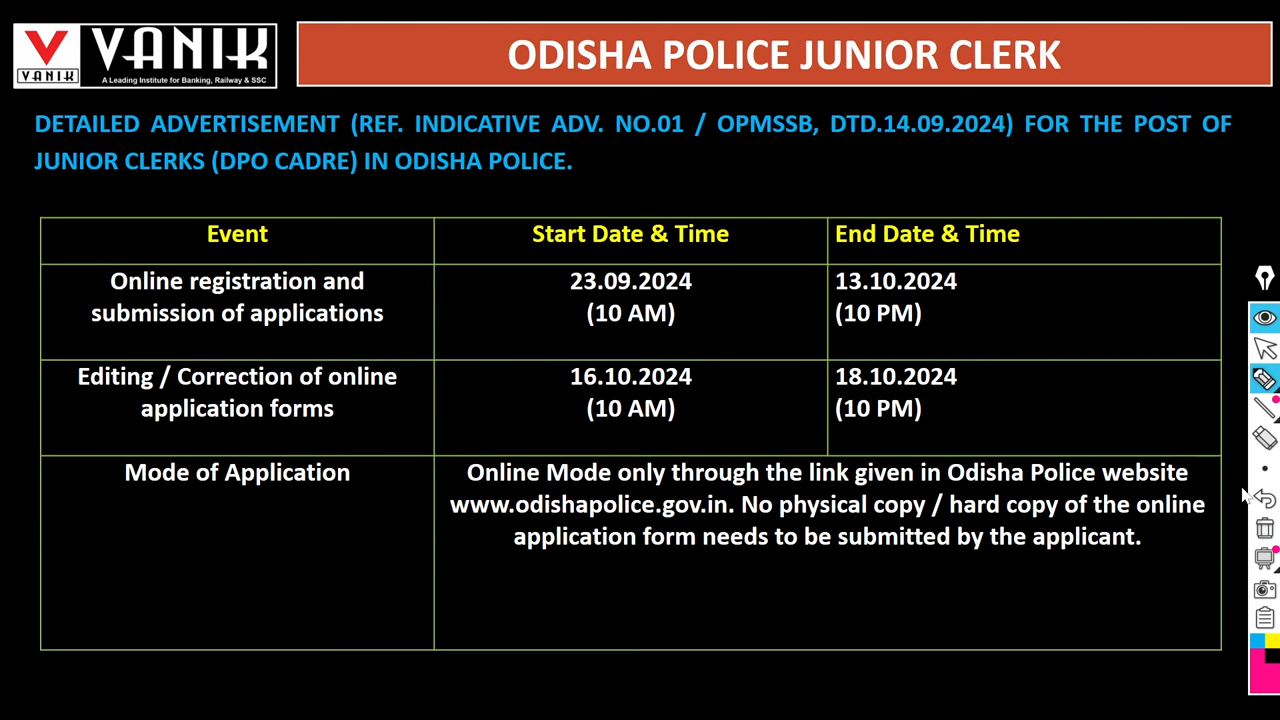 VANIK
VANIK
A Leading Institute for Banking, Railway & SSC
ODISHA POLICE JUNIOR CLERK
DETAILED ADVERTISEMENT (REF. INDICATIVE ADV. NO.01 / OPMSSB, DTD.14.09.2024) FOR THE POST OF
JUNIOR CLERKS (DPO CADRE) IN ODISHA POLICE.
Event
Start Date & Time
End Date & Time
Online registration and
submission of applications
23.09.2024
(10 AM)
13.10.2024
(10 PM)
Editing / Correction of online
application forms
16.10.2024
(10 AM)
18.10.2024
(10 PM)
Mode of Application
Online Mode only through the link given in Odisha Police website
www.odishapolice.gov.in. No physical copy / hard copy of the online
application form needs to be submitted by the applicant.